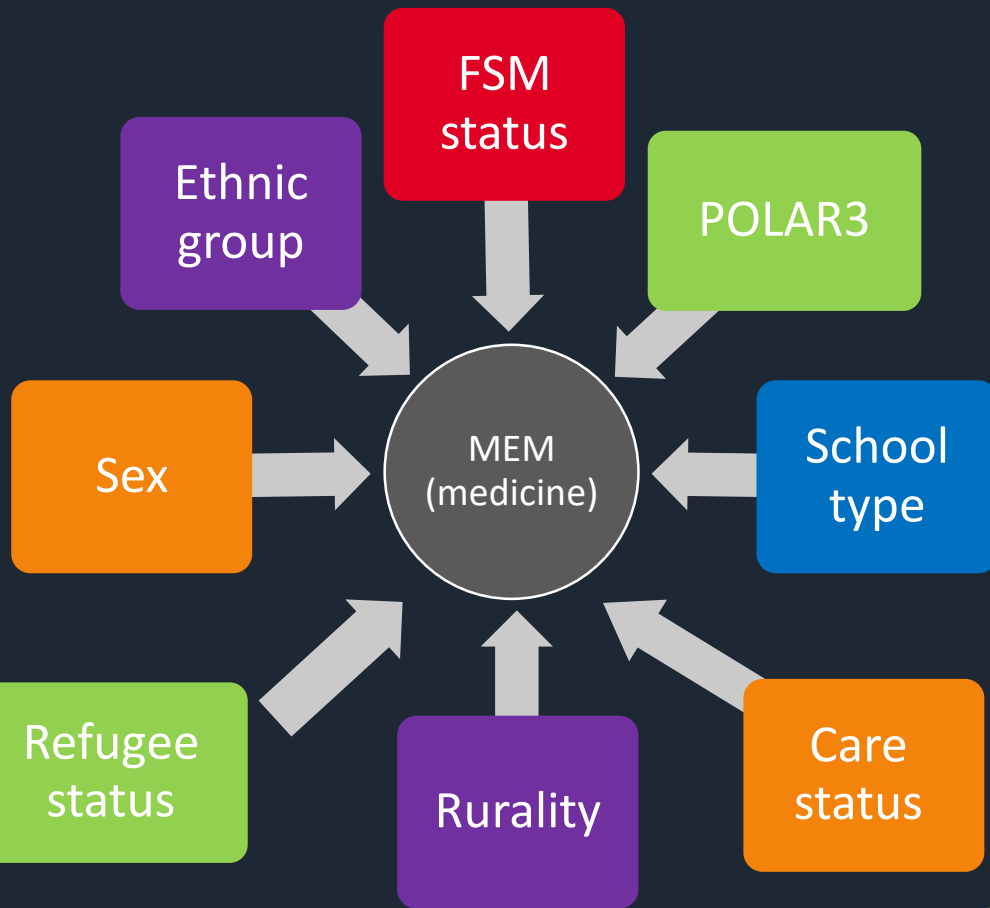 FSM
status
Ethnic
group
POLAR3
Sex
MEM
(medicine)
School
type
Refugee
status
Rurality
Care
status